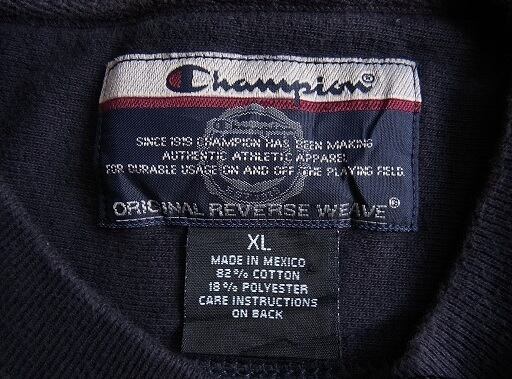 Champion®
SINCE 1919 CHAMPION HAS BEEN MAKING
AUTHENTIC ATHLETIC APPAREL
FOR DURABLE USAGE ON AND OFF THE PLAYING FIELD.
ORIGINAL REVERSE WEAVE®
XL
MADE IN MEXICO
82% COTTON
18% POLYESTER
CARE INSTRUCTIONS
ON BACK